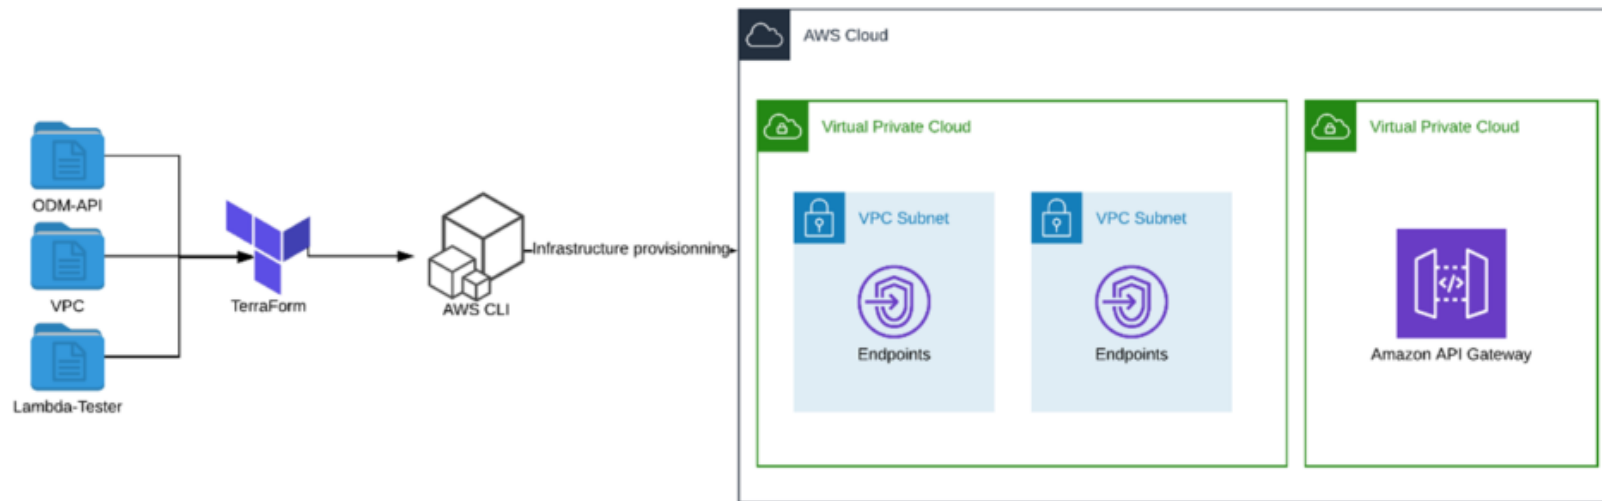 AWS Cloud
Virtual Private Cloud
Virtual Private Cloud
ODM-API
VPC
Lambda-Tester
TerraForm
AWS CLI
Infrastructure provisionning
VPC Subnet
VPC Subnet
Endpoints
Endpoints
</>
Amazon API Gateway